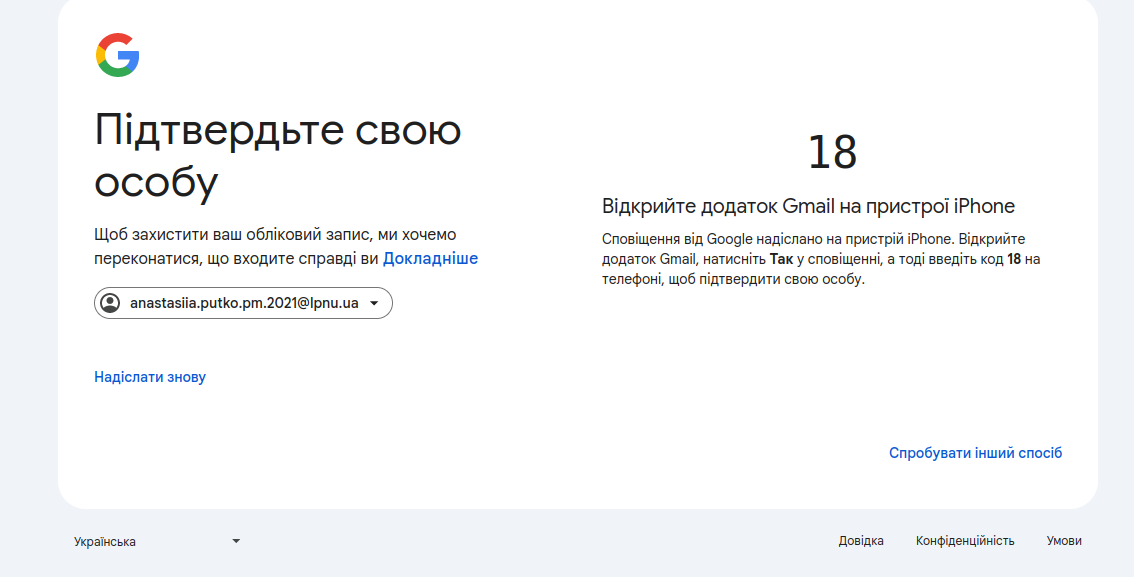 Підтвердьте свою
особу
Щоб захистити ваш обліковий запис, ми хочемо
переконатися, що входите справді ви Докладніше
anastasiia.putko.pm.2021@lpnu.ua
Надіслати знову
18
Відкрийте додаток Gmail на пристрої iPhone
Сповіщення від Google надіслано на пристрій iPhone. Відкрийте
додаток Gmail, натисніть Так у сповіщенні, а тоді введіть код 18 на
телефоні, щоб підтвердити свою особу.
Спробувати інший спосіб
Українська
Довідка
Конфіденційність
Умови